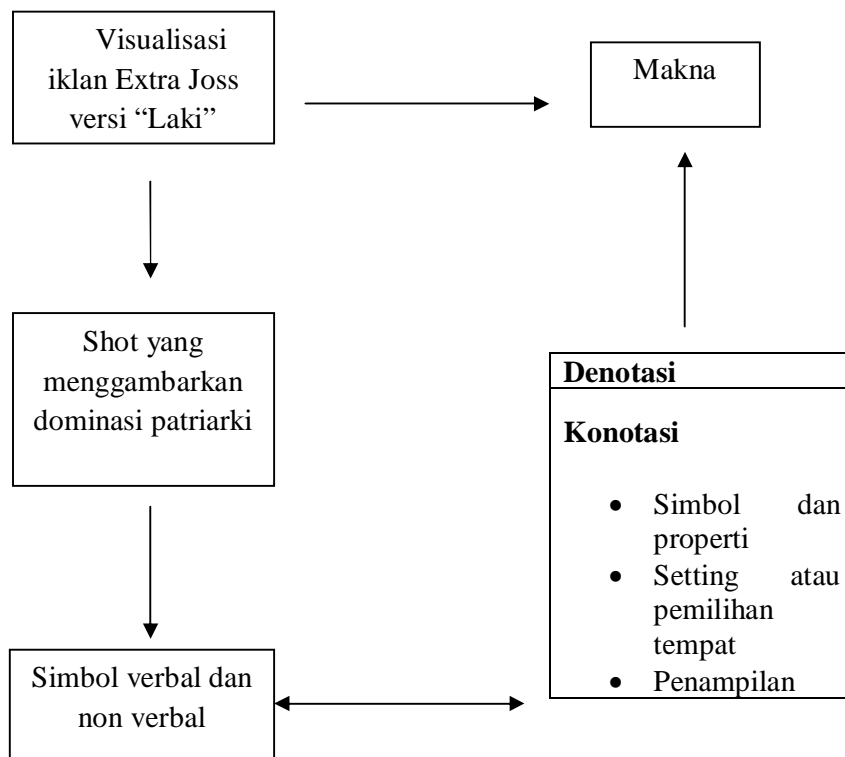 Visualisasi
iklan Extra Joss
versi “Laki”
Makna
Shot yang
menggambarkan
dominasi patriarki
Denotasi
Konotasi
• Simbol dan
properti
• Setting atau
pemilihan
tempat
• Penampilan
Simbol verbal dan
non verbal